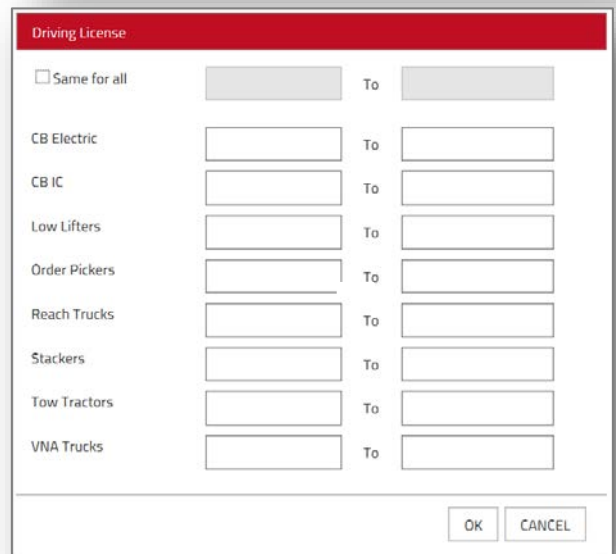 Driving License
Same for all To
CB Electric To
CB IC To
Low Lifters To
Order Pickers To
Reach Trucks To
Stackers To
Tow Tractors To
VNA Trucks To
OK CANCEL